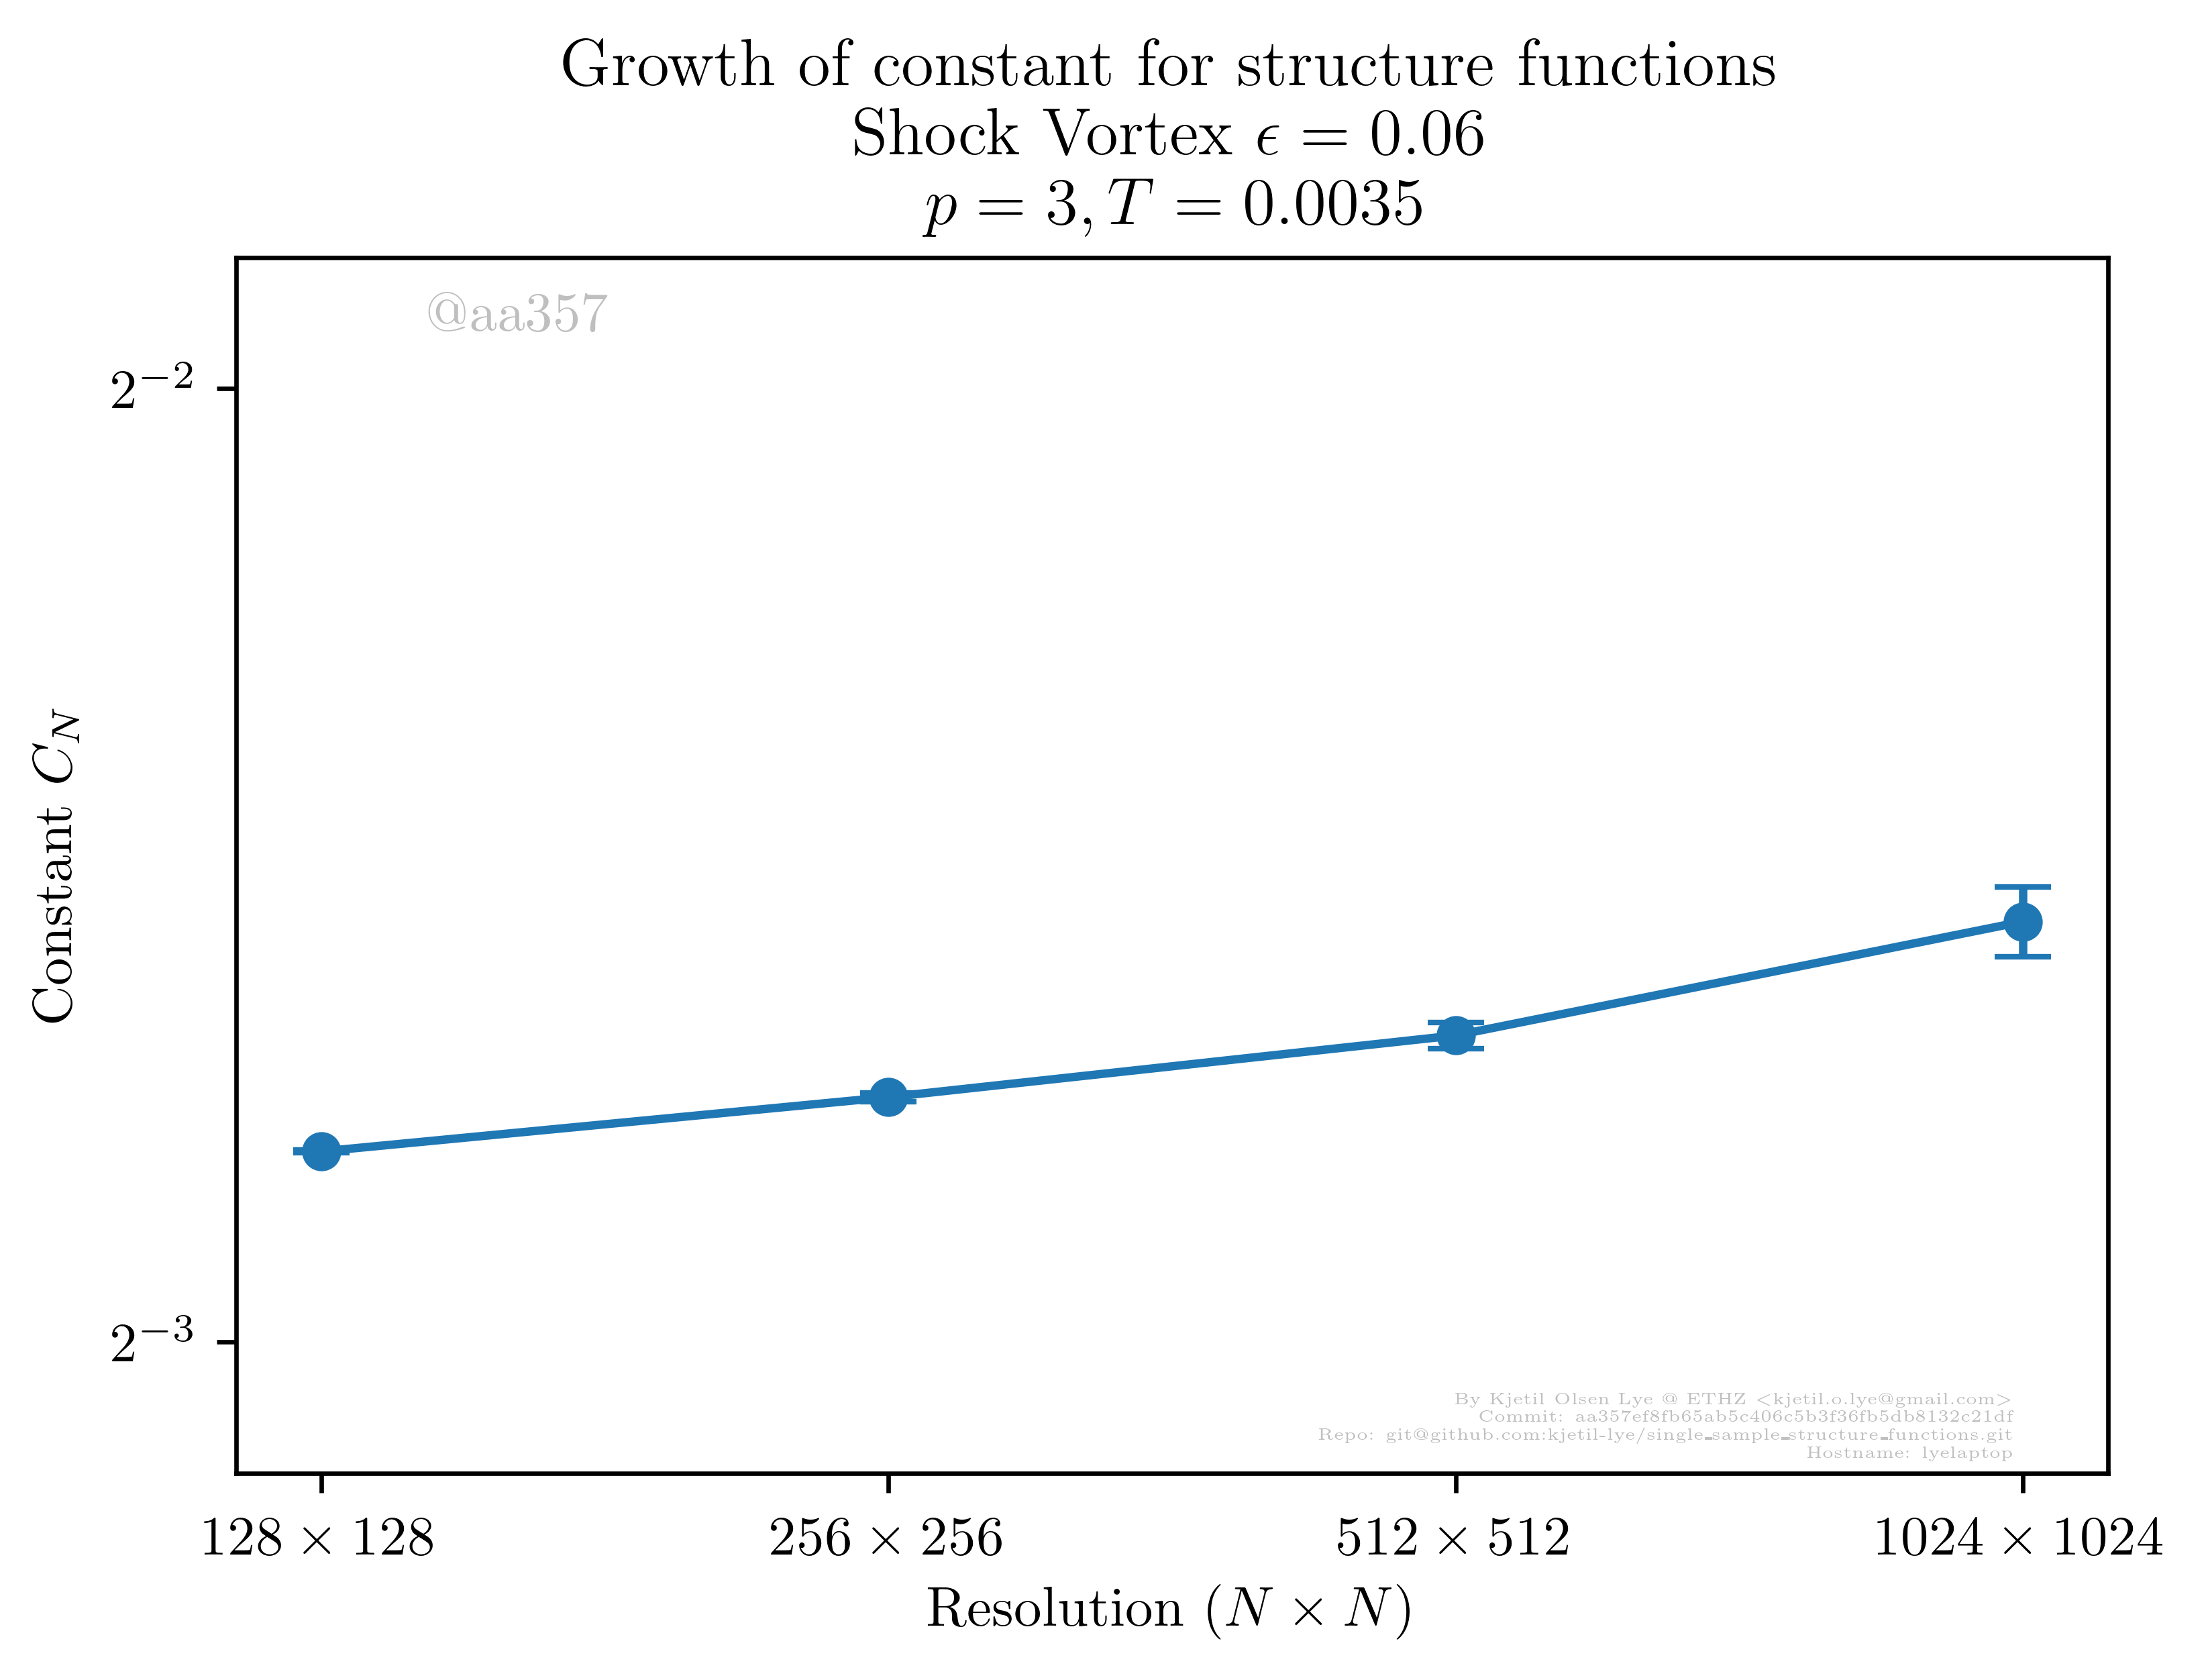 Growth of constant for structure functions
Shock Vortex ϵ = 0.06
p = 3, T = 0.0035
@aa357
2⁻²
Constant C_N
2⁻³
By Kjetil Olsen Lye @ ETHZ <kjetil.o.lye@gmail.com>
Commit: aa357ef8fb65ab5c406c5b3f36fb5db8132c21df
Repo: git@github.com:kjetil-lye/single_sample_structure_functions.git
Hostname: lyelaptop
128 × 128 256 × 256 512 × 512 1024 × 1024
Resolution (N × N)